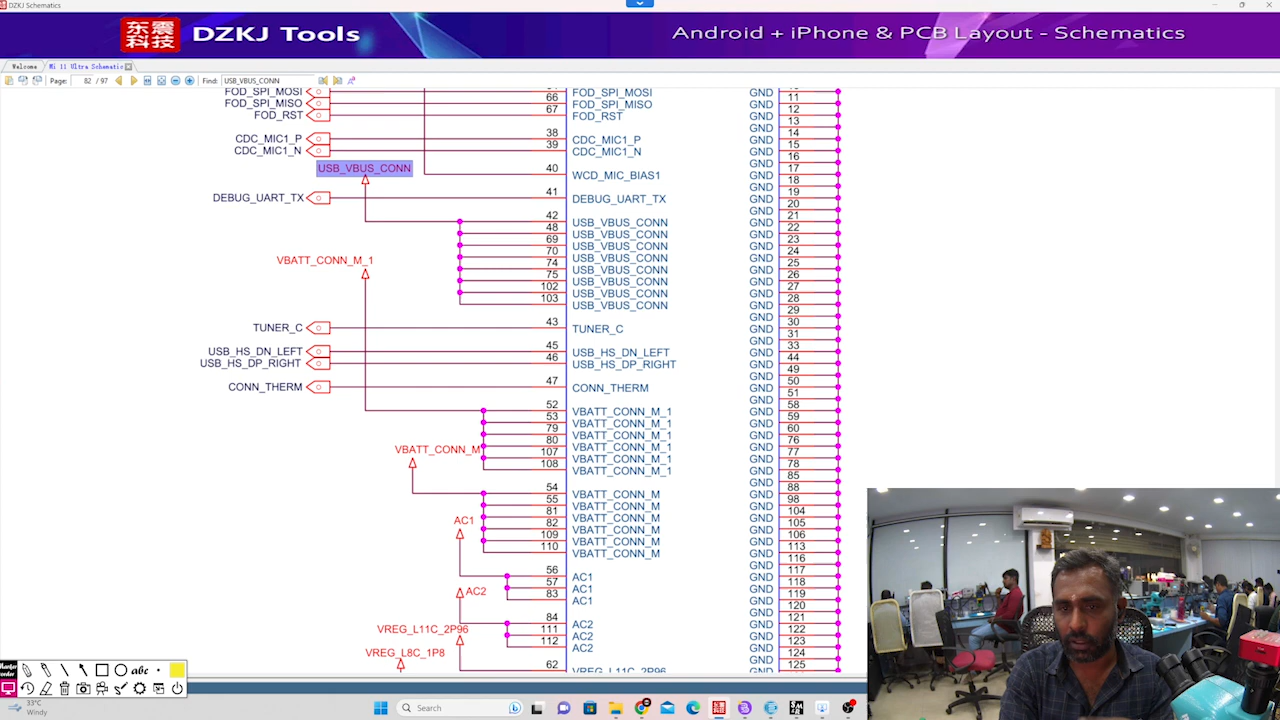 DZKJ Schematics
东震
科技
DZKJ Tools
Android + iPhone & PCB Layout - Schematics
Welcome
Mi 11 Ultra Schematic
Page: 82 / 97
Find: USB_VBUS_CONN
FOD_SPI_MOSI FOD_SPI_MOSI GND
FOD_SPI_MISO 66 FOD_SPI_MISO GND 11
FOD_RST 67 FOD_RST GND 12
GND 13
CDC_MIC1_P 38 CDC_MIC1_P GND 14
CDC_MIC1_N 39 CDC_MIC1_N GND 15
GND 16
USB_VBUS_CONN 40 WCD_MIC_BIAS1 GND 17
GND 18
DEBUG_UART_TX 41 DEBUG_UART_TX GND 19
GND 20
42 USB_VBUS_CONN GND 21
48 USB_VBUS_CONN GND 22
69 USB_VBUS_CONN GND 23
70 USB_VBUS_CONN GND 24
74 USB_VBUS_CONN GND 25
75 USB_VBUS_CONN GND 26
102 USB_VBUS_CONN GND 27
103 USB_VBUS_CONN GND 28
VBATT_CONN_M_1
GND 29
TUNER_C 43 TUNER_C GND 30
GND 31
USB_HS_DN_LEFT 45 USB_HS_DN_LEFT GND 33
USB_HS_DP_RIGHT 46 USB_HS_DP_RIGHT GND 44
GND 49
CONN_THERM 47 CONN_THERM GND 50
GND 51
52 VBATT_CONN_M_1 GND 58
53 VBATT_CONN_M_1 GND 59
79 VBATT_CONN_M_1 GND 60
80 VBATT_CONN_M_1 GND 76
107 VBATT_CONN_M_1 GND 77
108 VBATT_CONN_M_1 GND 78
VBATT_CONN_M
GND 85
54 VBATT_CONN_M GND 88
55 VBATT_CONN_M GND 98
81 VBATT_CONN_M GND 104
82 VBATT_CONN_M GND 105
109 VBATT_CONN_M GND 106
110 VBATT_CONN_M GND 113
AC1
GND 116
56 AC1 GND 117
57 AC1 GND 118
83 AC1 GND 119
AC2
GND 120
84 AC2 GND 121
111 AC2 GND 122
112 AC2 GND 123
VREG_L11C_2P96
GND 124
VREG_L8C_1P8
62 VREG_L11C_2P96 GND 125
abc
33°C
Windy
Search